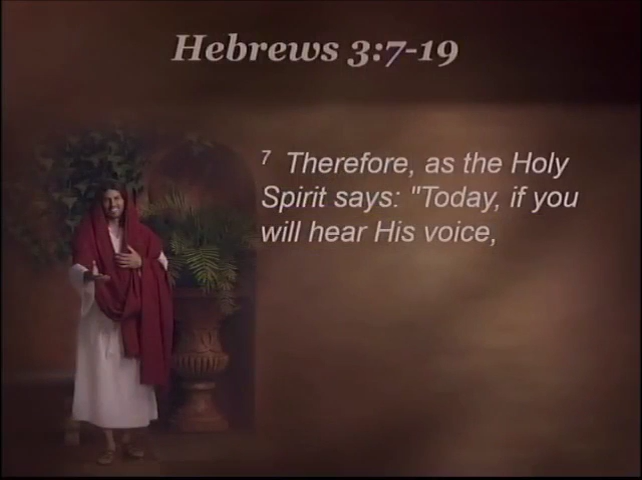 Hebrews 3:7-19
7 Therefore, as the Holy
Spirit says: "Today, if you
will hear His voice,